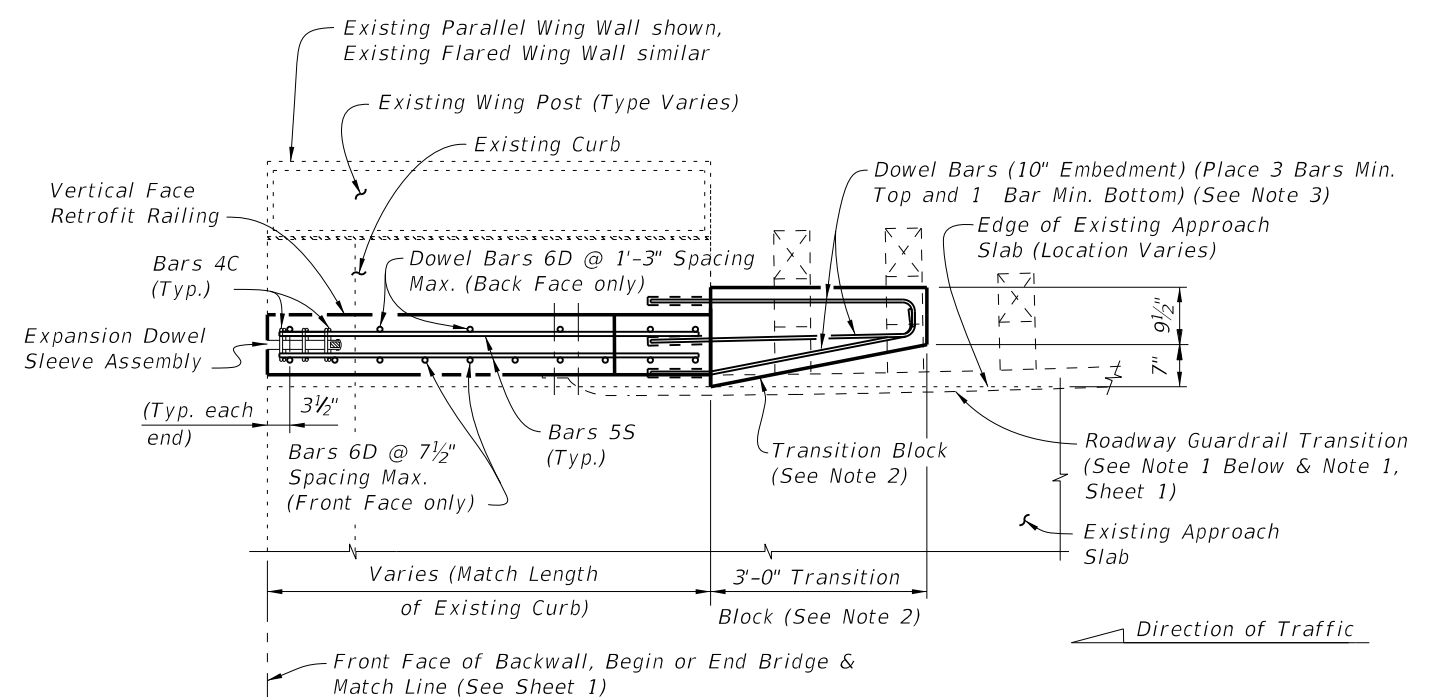 Existing Parallel Wing Wall shown,
Existing Flared Wing Wall similar
Existing Wing Post (Type Varies)
Existing Curb
Vertical Face
Retrofit Railing
Dowel Bars (10" Embedment) (Place 3 Bars Min.
Top and 1 Bar Min. Bottom) (See Note 3)
Edge of Existing Approach
Slab (Location Varies)
Bars 4C
(Typ.)
Dowel Bars 6D @ 1'-3" Spacing
Max. (Back Face only)
Expansion Dowel
Sleeve Assembly
9½"
7"
(Typ. each
end)
3½"
Bars 6D @ 7½"
Spacing Max.
(Front Face only)
Bars 5S
(Typ.)
Transition Block
(See Note 2)
Roadway Guardrail Transition
(See Note 1 Below & Note 1,
Sheet 1)
Existing Approach
Slab
Varies (Match Length
of Existing Curb)
3'-0" Transition
Block (See Note 2)
Direction of Traffic
Front Face of Backwall, Begin or End Bridge &
Match Line (See Sheet 1)